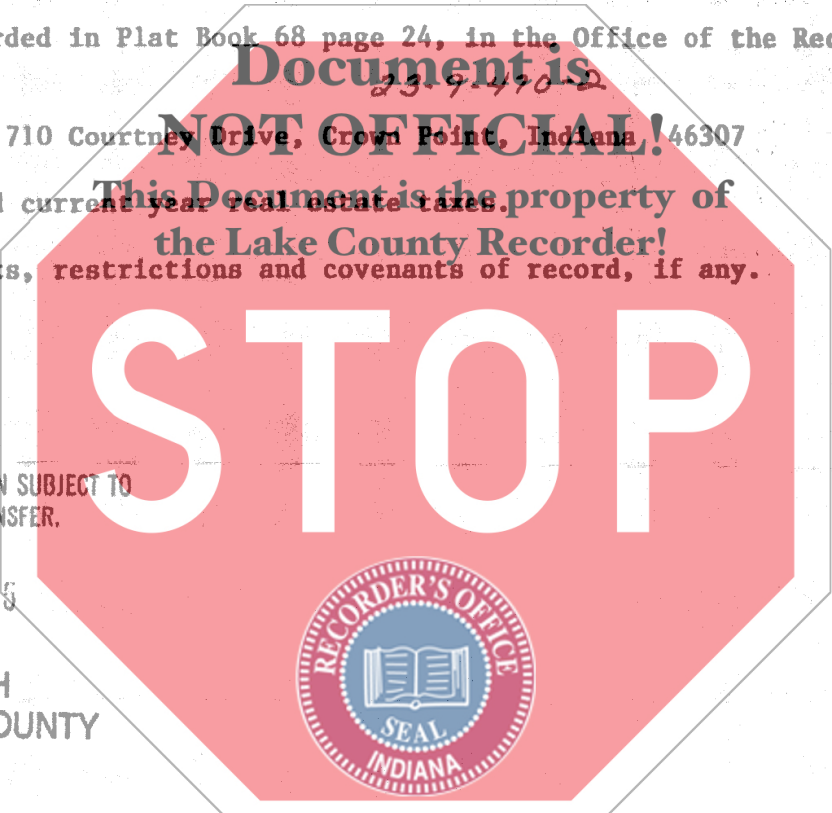 rded in Plat Book 68 page 24, in the Office of the Rec
Document is
23-9-490-2
NOT OFFICIAL!
710 Courtney Drive, Crown Point, Indiana 46307
This Document is the property of
current year real estate taxes.
the Lake County Recorder!
ts, restrictions and covenants of record, if any.
STOP
N SUBJECT TO
NSFER.
RECORDER'S OFFICE
SEAL
INDIANA
H
OUNTY